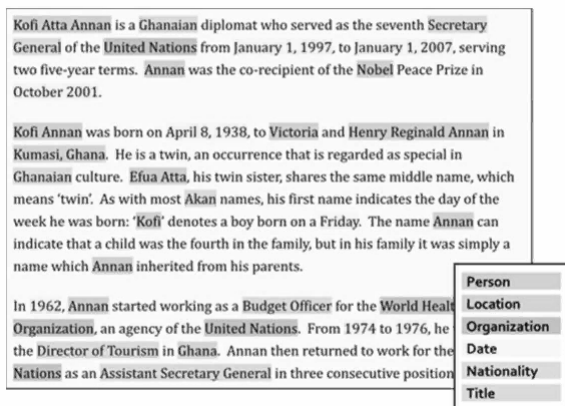 Kofi Atta Annan is a Ghanaian diplomat who served as the seventh Secretary
General of the United Nations from January 1, 1997, to January 1, 2007, serving
two five-year terms. Annan was the co-recipient of the Nobel Peace Prize in
October 2001.
Kofi Annan was born on April 8, 1938, to Victoria and Henry Reginald Annan in
Kumasi, Ghana. He is a twin, an occurrence that is regarded as special in
Ghanaian culture. Efua Atta, his twin sister, shares the same middle name, which
means 'twin'. As with most Akan names, his first name indicates the day of the
week he was born: 'Kofi' denotes a boy born on a Friday. The name Annan can
indicate that a child was the fourth in the family, but in his family it was simply a
name which Annan inherited from his parents.
In 1962, Annan started working as a Budget Officer for the World Healt
Organization, an agency of the United Nations. From 1974 to 1976, he
the Director of Tourism in Ghana. Annan then returned to work for the
Nations as an Assistant Secretary General in three consecutive position
Person
Location
Organization
Date
Nationality
Title